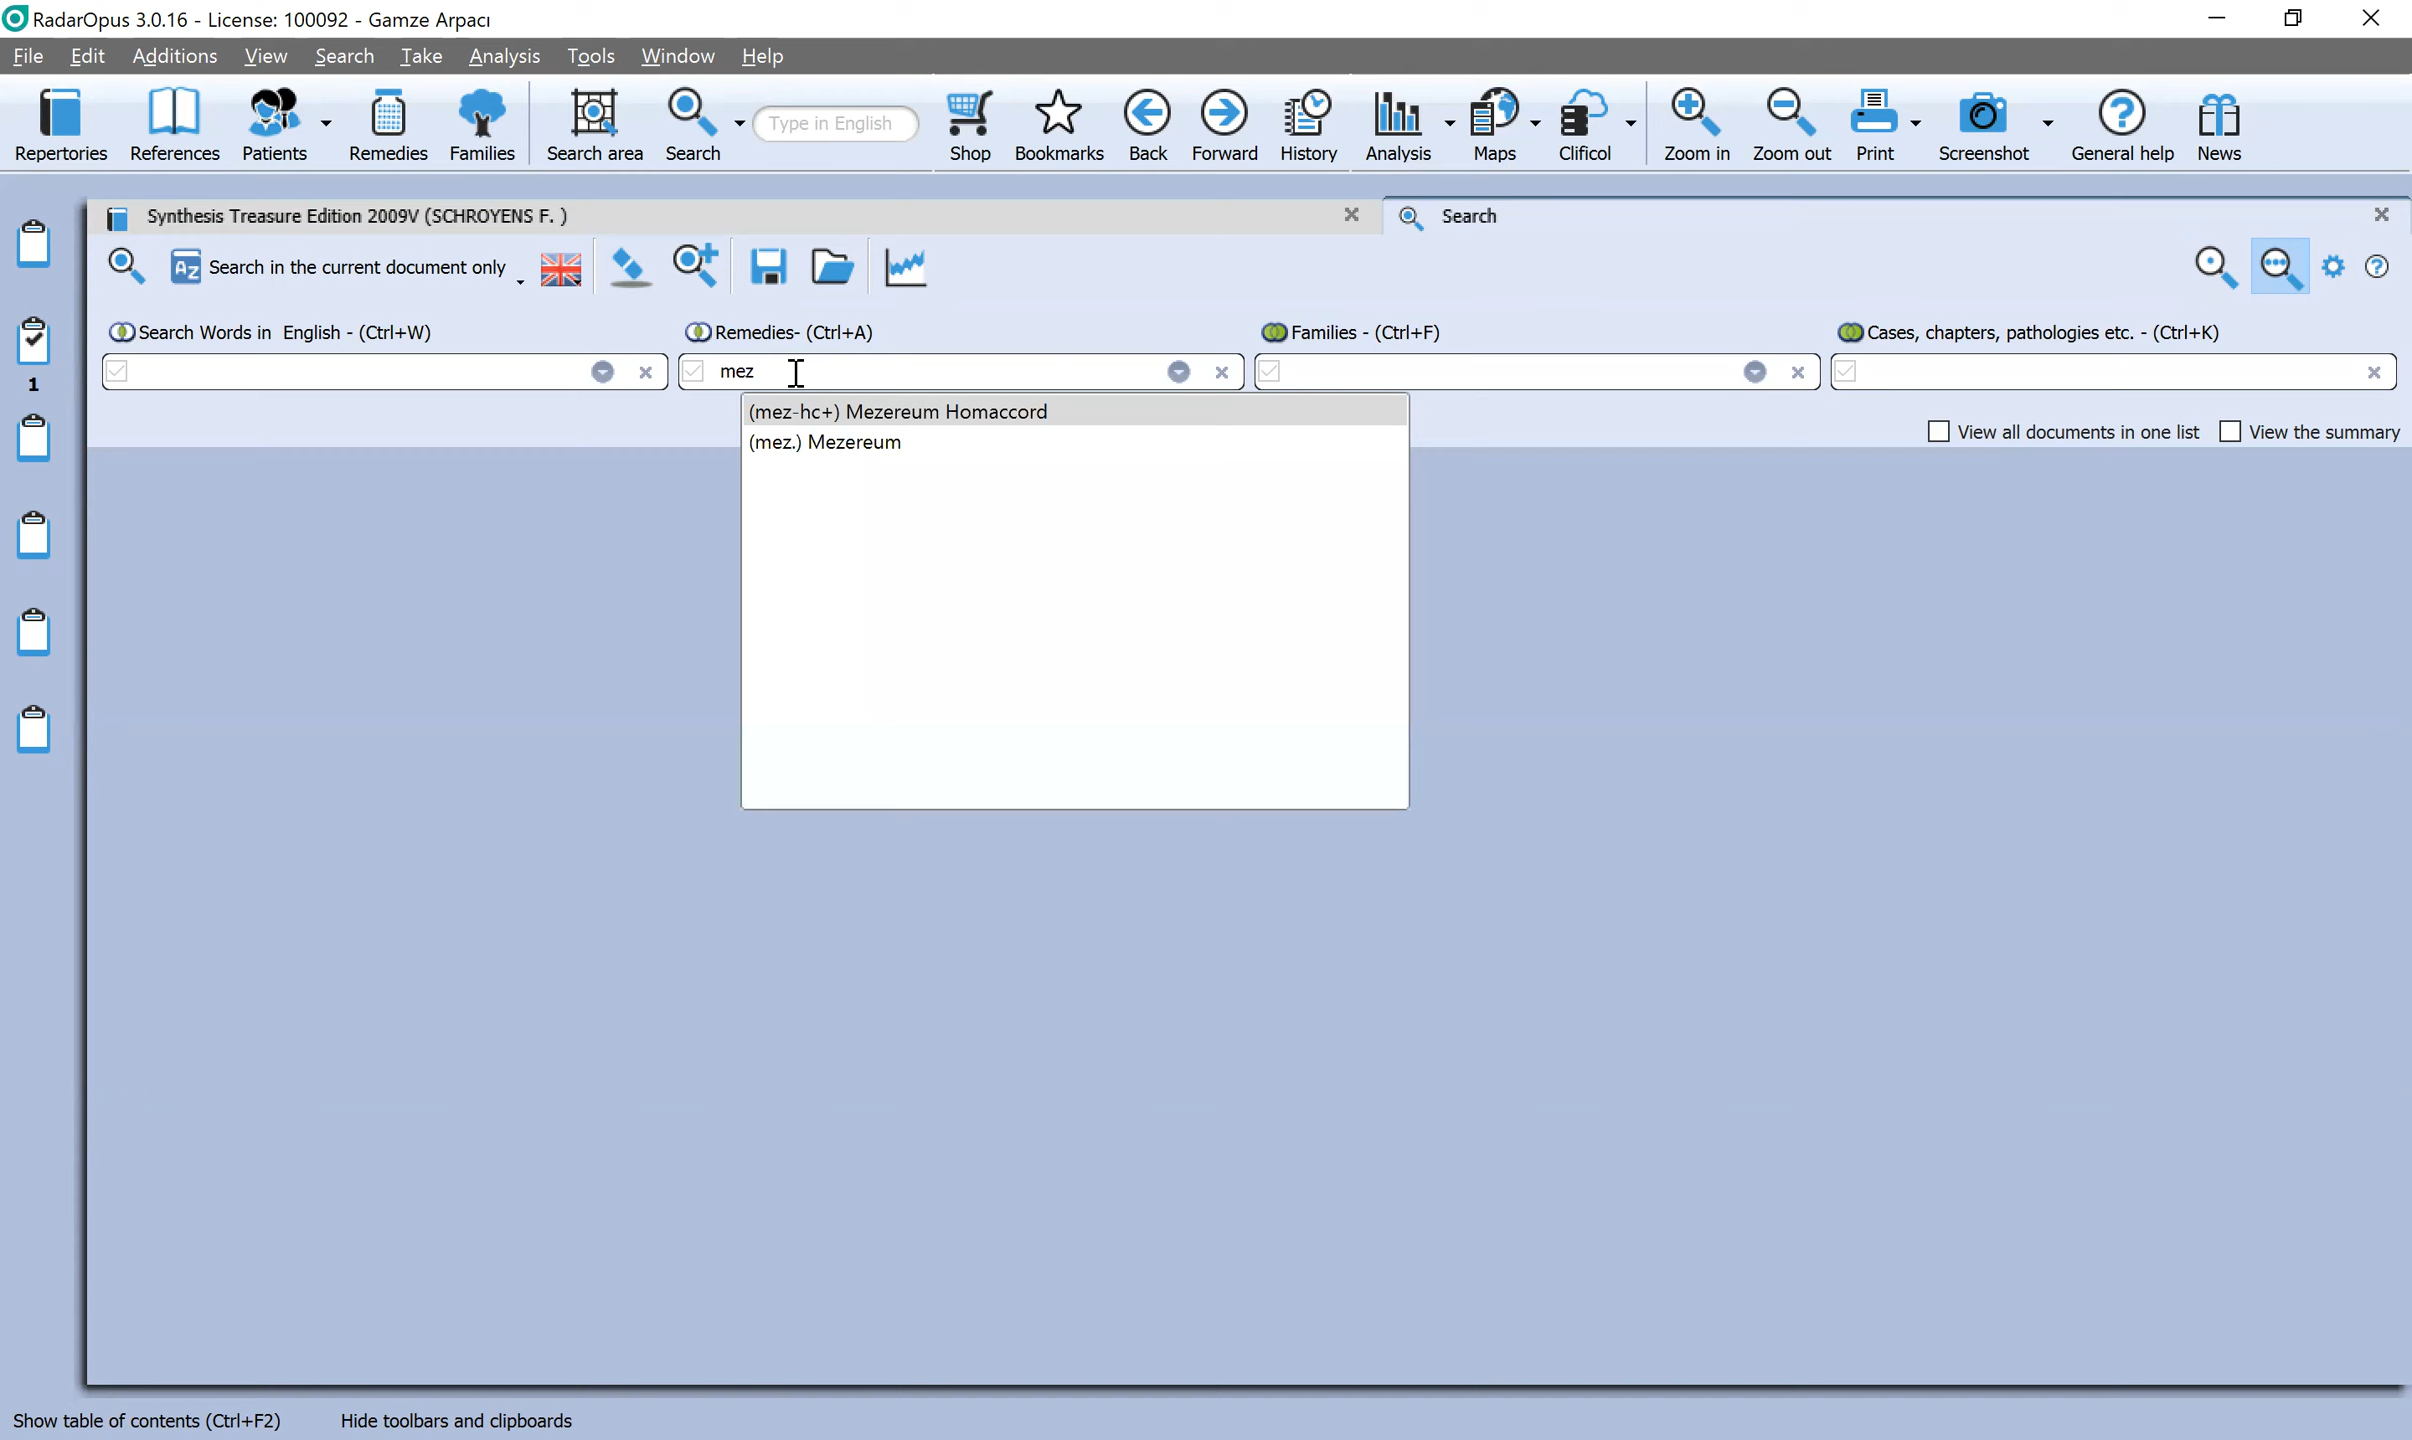 RadarOpus 3.0.16 - License: 100092 - Gamze Arpacı
File Edit Additions View Search Take Analysis Tools Window Help
Repertories References Patients Remedies Families Search area Search Type in English Shop Bookmarks Back Forward History Analysis Maps Clificol Zoom in Zoom out Print Screenshot General help News
Synthesis Treasure Edition 2009V (SCHROYENS F. ) Search
AZ Search in the current document only
Search Words in English - (Ctrl+W) Remedies- (Ctrl+A) Families - (Ctrl+F) Cases, chapters, pathologies etc. - (Ctrl+K)
mez
(mez-hc+) Mezereum Homaccord
(mez.) Mezereum
View all documents in one list View the summary
1
Show table of contents (Ctrl+F2) Hide toolbars and clipboards